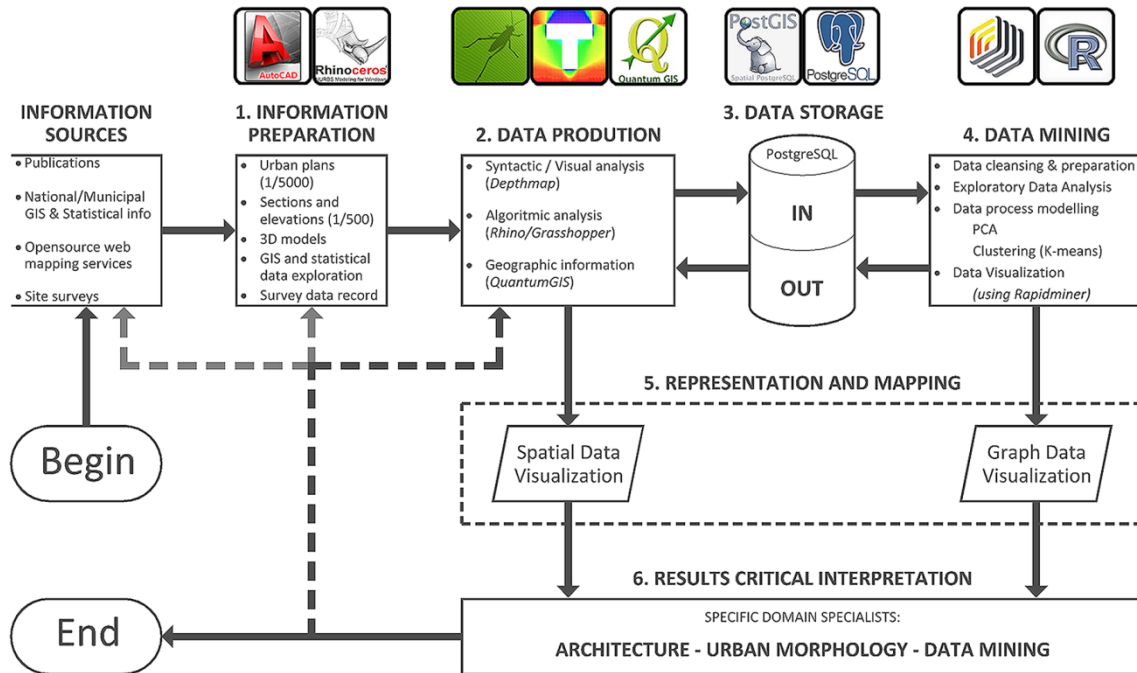 AutoCAD
Rhinoceros
NURBS Modeling for Windows
T
Quantum GIS
PostGIS
Spatial PostgreSQL
PostgreSQL
R
INFORMATION
SOURCES
• Publications
• National/Municipal
GIS & Statistical info
• Opensource web
mapping services
• Site surveys
1. INFORMATION
PREPARATION
• Urban plans
(1/5000)
• Sections and
elevations (1/500)
• 3D models
• GIS and statistical
data exploration
• Survey data record
2. DATA PRODUTION
• Syntactic / Visual analysis
(Depthmap)
• Algoritmic analysis
(Rhino/Grasshopper)
• Geographic information
(QuantumGIS)
3. DATA STORAGE
PostgreSQL
IN
OUT
4. DATA MINING
• Data cleansing & preparation
• Exploratory Data Analysis
• Data process modelling
PCA
Clustering (K-means)
• Data Visualization
(using Rapidminer)
Begin
5. REPRESENTATION AND MAPPING
Spatial Data
Visualization
Graph Data
Visualization
6. RESULTS CRITICAL INTERPRETATION
End
SPECIFIC DOMAIN SPECIALISTS:
ARCHITECTURE - URBAN MORPHOLOGY - DATA MINING